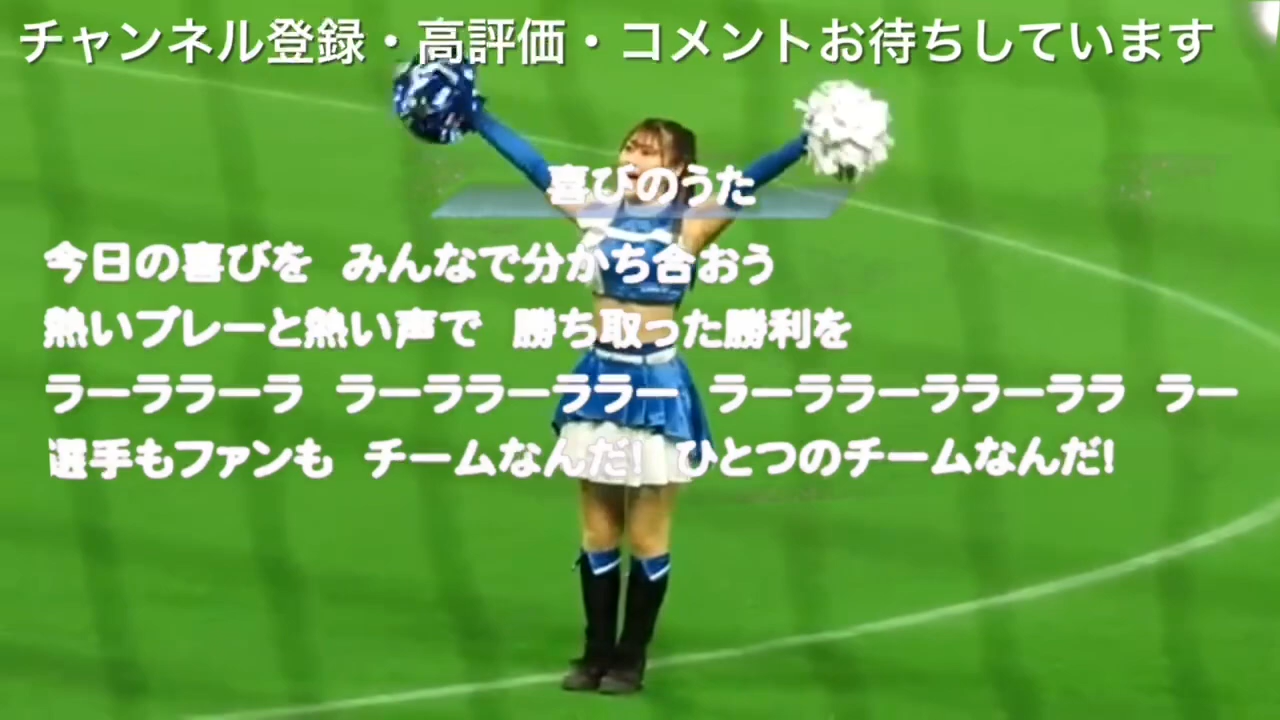 チャンネル登録・高評価・コメントお待ちしています
喜びのうた
今日の喜びを　みんなで分かち合おう
熱いプレーと熱い声で　勝ち取った勝利を
ラーララーラ　ラーララーララー　ラーララーララーララ　ラー
選手もファンも　チームなんだ!　ひとつのチームなんだ!